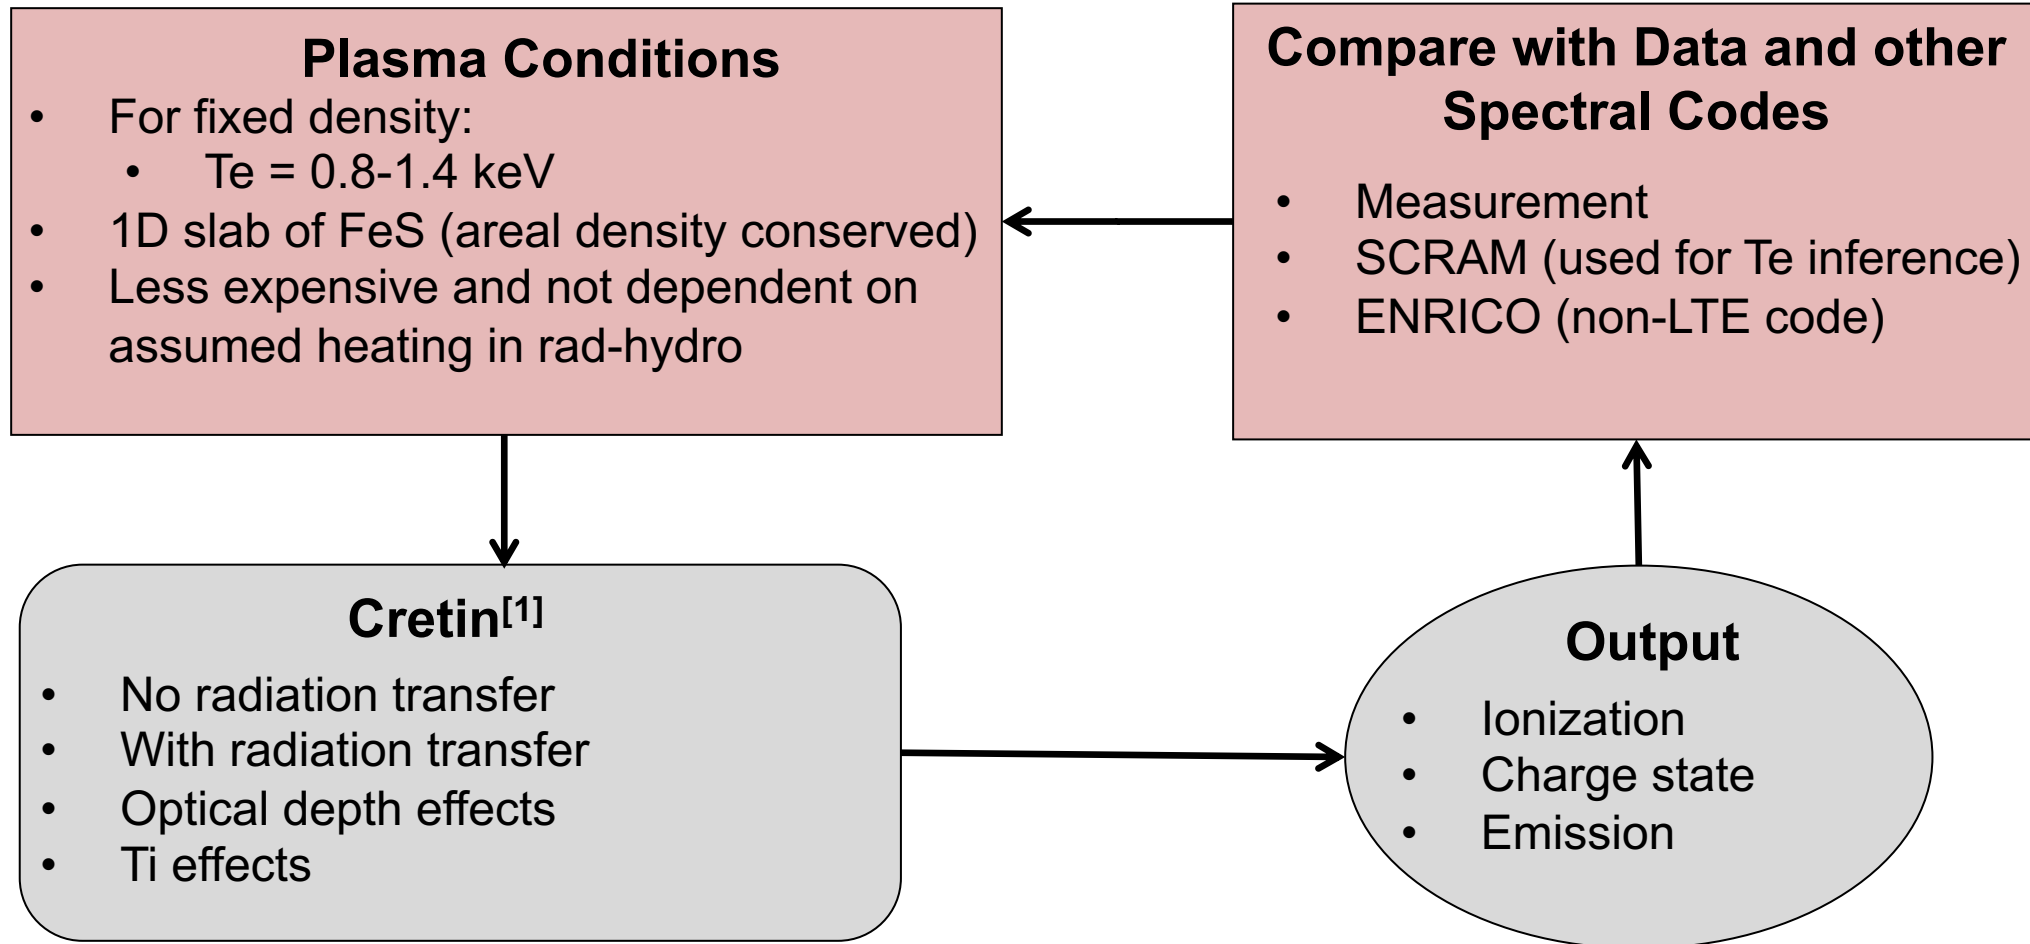 Plasma Conditions
• For fixed density:
• Te = 0.8-1.4 keV
• 1D slab of FeS (areal density conserved)
• Less expensive and not dependent on
assumed heating in rad-hydro
Compare with Data and other
Spectral Codes
• Measurement
• SCRAM (used for Te inference)
• ENRICO (non-LTE code)
Cretin[1]
• No radiation transfer
• With radiation transfer
• Optical depth effects
• Ti effects
Output
• Ionization
• Charge state
• Emission